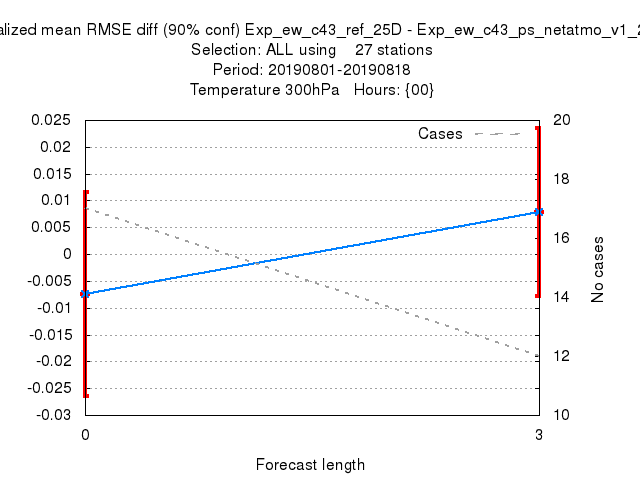 alized mean RMSE diff (90% conf) Exp_ew_c43_ref_25D - Exp_ew_c43_ps_netatmo_v1_2
Selection: ALL using 27 stations
Period: 20190801-20190818
Temperature 300hPa Hours: {00}
Cases
0.025
0.02
0.015
0.01
0.005
0
-0.005
-0.01
-0.015
-0.02
-0.025
-0.03
20
18
16
14
12
10
No cases
0
3
Forecast length